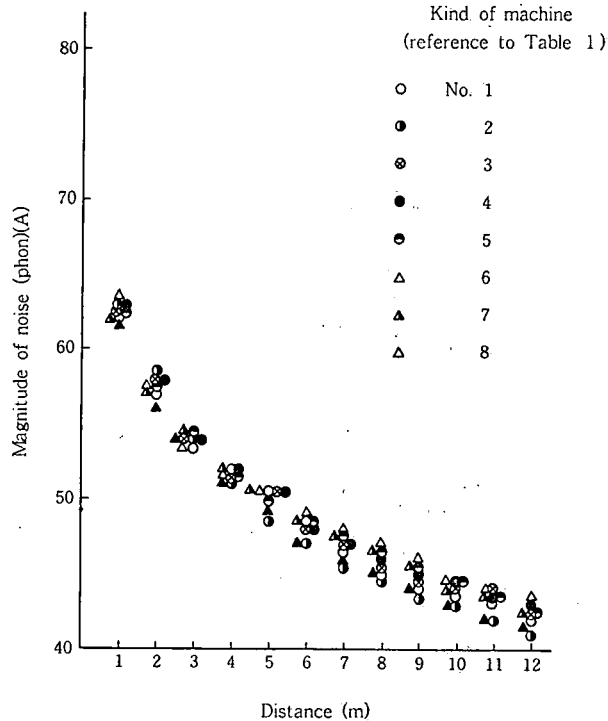 Kind of machine
(reference to Table 1)
No. 1
2
3
4
5
6
7
8
Magnitude of noise (phon)(A)
80
70
60
50
40
1 2 3 4 5 6 7 8 9 10 11 12
Distance (m)